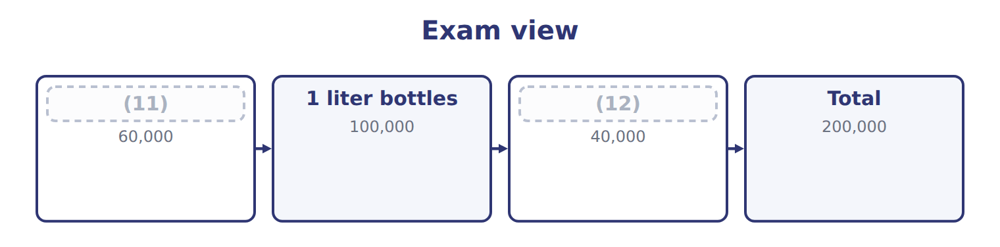 Exam view
(11)
60,000
1 liter bottles
100,000
(12)
40,000
Total
200,000